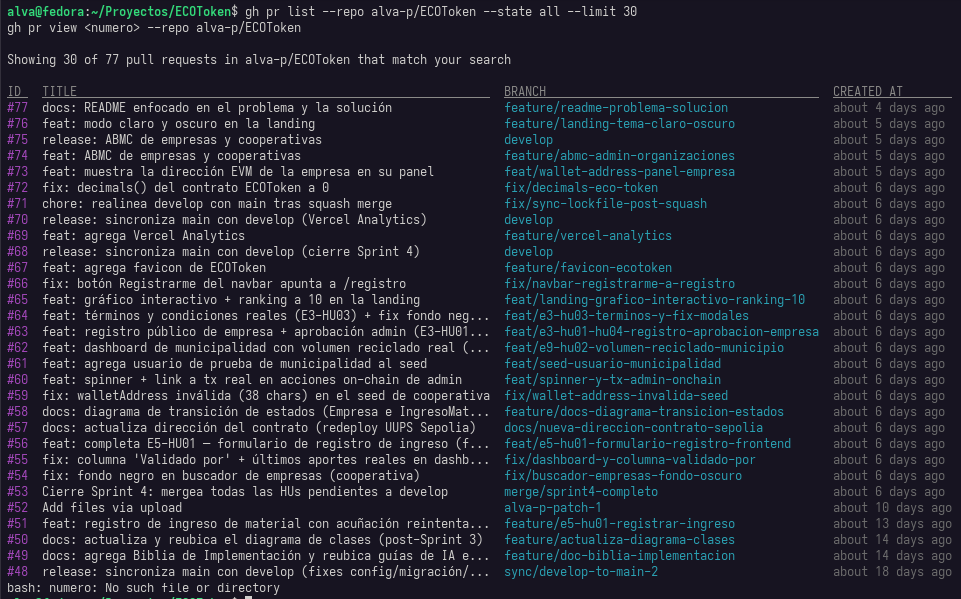 alva@fedora:~/Proyectos/ECOToken$ gh pr list --repo alva-p/ECOToken --state all --limit 30
gh pr view <numero> --repo alva-p/ECOToken
Showing 30 of 77 pull requests in alva-p/ECOToken that match your search
ID TITLE BRANCH CREATED AT
#77 docs: README enfocado en el problema y la solución feature/readme-problema-solucion about 4 days ago
#76 feat: modo claro y oscuro en la landing feature/landing-tema-claro-oscuro about 5 days ago
#75 release: ABMC de empresas y cooperativas develop about 5 days ago
#74 feat: ABMC de empresas y cooperativas feature/abmc-admin-organizaciones about 5 days ago
#73 feat: muestra la dirección EVM de la empresa en su panel feat/wallet-address-panel-empresa about 5 days ago
#72 fix: decimals() del contrato ECOToken a 0 fix/decimals-eco-token about 6 days ago
#71 chore: realinea develop con main tras squash merge fix/sync-lockfile-post-squash about 6 days ago
#70 release: sincroniza main con develop (Vercel Analytics) develop about 6 days ago
#69 feat: agrega Vercel Analytics feature/vercel-analytics about 6 days ago
#68 release: sincroniza main con develop (cierre Sprint 4) develop about 6 days ago
#67 feat: agrega favicon de ECOToken feature/favicon-ecotoken about 6 days ago
#66 fix: botón Registrarme del navbar apunta a /registro fix/navbar-registrarme-a-registro about 6 days ago
#65 feat: gráfico interactivo + ranking a 10 en la landing feat/landing-grafico-interactivo-ranking-10 about 6 days ago
#64 feat: términos y condiciones reales (E3-HU03) + fix fondo neg... feat/e3-hu03-terminos-y-fix-modales about 6 days ago
#63 feat: registro público de empresa + aprobación admin (E3-HU01... feat/e3-hu01-hu04-registro-aprobacion-empresa about 6 days ago
#62 feat: dashboard de municipalidad con volumen reciclado real (... feat/e9-hu02-volumen-reciclado-municipio about 6 days ago
#61 feat: agrega usuario de prueba de municipalidad al seed feat/seed-usuario-municipalidad about 6 days ago
#60 feat: spinner + link a tx real en acciones on-chain de admin feat/spinner-y-tx-admin-onchain about 6 days ago
#59 fix: walletAddress inválida (38 chars) en el seed de cooperativa fix/wallet-address-invalida-seed about 6 days ago
#58 docs: diagrama de transición de estados (Empresa e IngresoMat... feature/docs-diagrama-transicion-estados about 6 days ago
#57 docs: actualiza dirección del contrato (redeploy UUPS Sepolia) docs/nueva-direccion-contrato-sepolia about 6 days ago
#56 feat: completa E5-HU01 — formulario de registro de ingreso (f... feat/e5-hu01-formulario-registro-frontend about 6 days ago
#55 fix: columna 'Validado por' + últimos aportes reales en dashb... fix/dashboard-y-columna-validado-por about 6 days ago
#54 fix: fondo negro en buscador de empresas (cooperativa) fix/buscador-empresas-fondo-oscuro about 6 days ago
#53 Cierre Sprint 4: mergea todas las HUs pendientes a develop merge/sprint4-completo about 6 days ago
#52 Add files via upload alva-p-patch-1 about 10 days ago
#51 feat: registro de ingreso de material con acuñación reintenta... feature/e5-hu01-registrar-ingreso about 13 days ago
#50 docs: actualiza y reubica el diagrama de clases (post-Sprint 3) feature/actualiza-diagrama-clases about 14 days ago
#49 docs: agrega Biblia de Implementación y reubica guías de IA e... feature/doc-biblia-implementacion about 14 days ago
#48 release: sincroniza main con develop (fixes config/migración/... sync/develop-to-main-2 about 18 days ago
bash: numero: No such file or directory